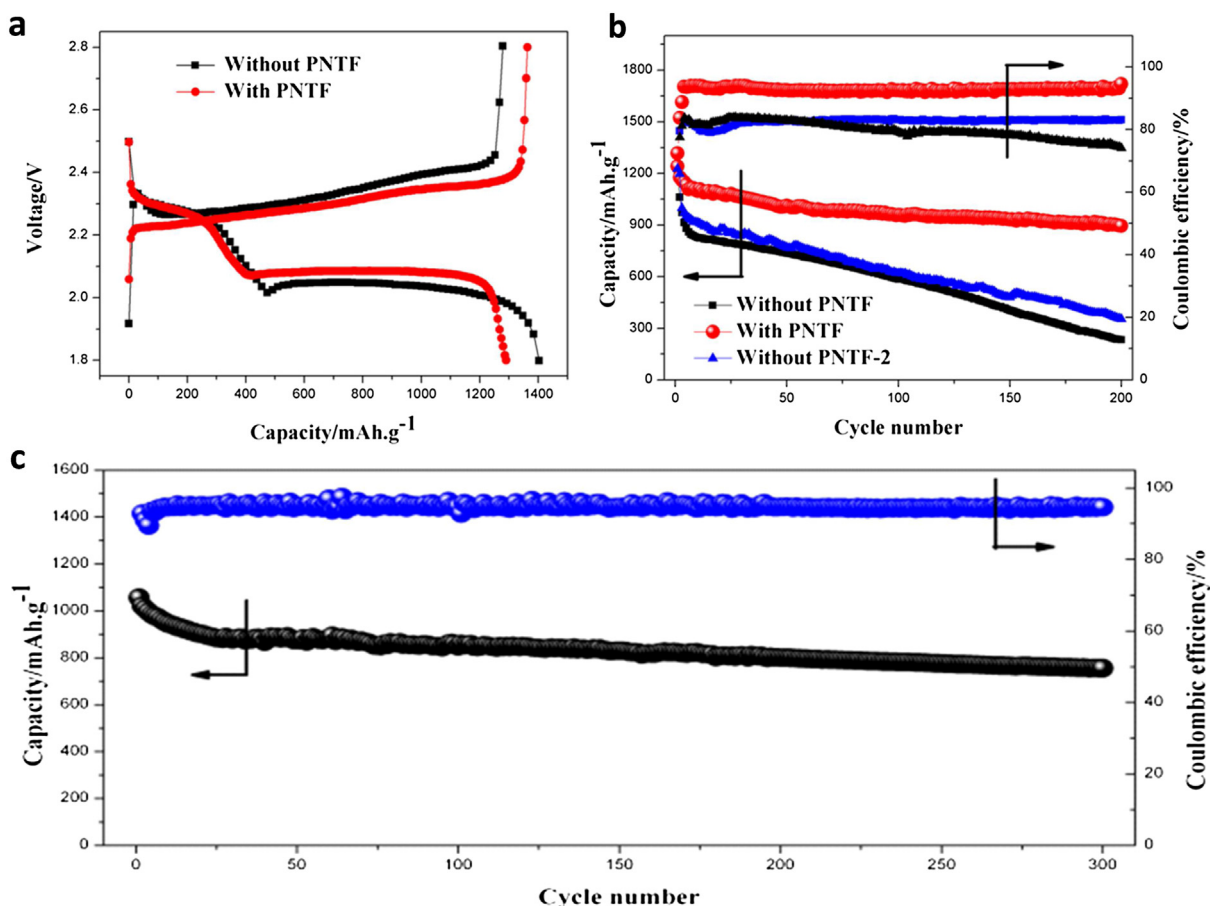 a
2.8
2.6
2.4
2.2
2.0
1.8
Voltage/V
Without PNTF
With PNTF
0 200 400 600 800 1000 1200 1400
Capacity/mAh.g-1
b
1800
1500
1200
900
600
300
0
Capacity/mAh.g-1
100
80
60
40
20
0
Coulombic efficiency/%
Without PNTF
With PNTF
Without PNTF-2
0 50 100 150 200
Cycle number
c
1600
1400
1200
1000
800
600
400
200
0
Capacity/mAh.g-1
100
80
60
40
20
0
Coulombic efficiency/%
0 50 100 150 200 250 300
Cycle number